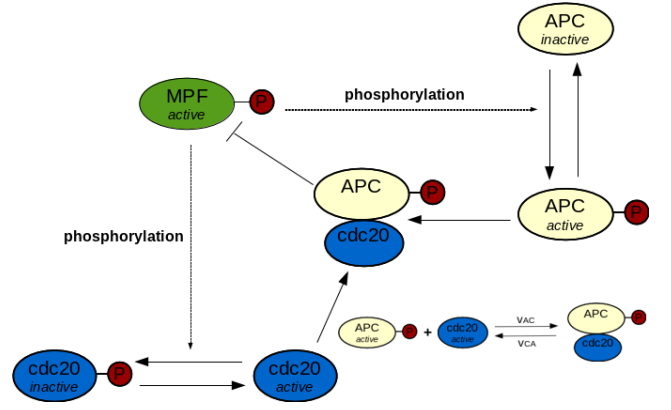 APC
inactive
MPF
active
P
phosphorylation
APC
P
cdc20
APC
active
P
phosphorylation
APC
active
P
+
cdc20
active
VAC
VCA
APC
P
cdc20
cdc20
inactive
P
cdc20
active